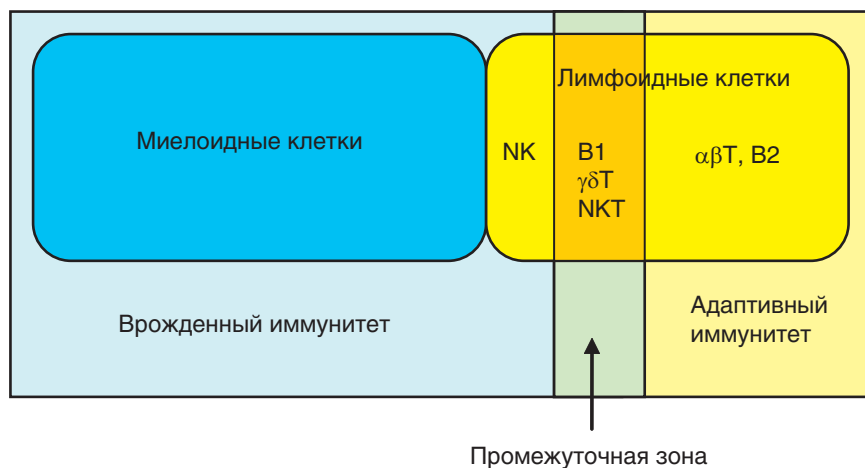 Лимфоидные клетки
Миелоидные клетки
NK
B1
γδT
NKT
αβT, B2
Врожденный иммунитет
Адаптивный
иммунитет
Промежуточная зона